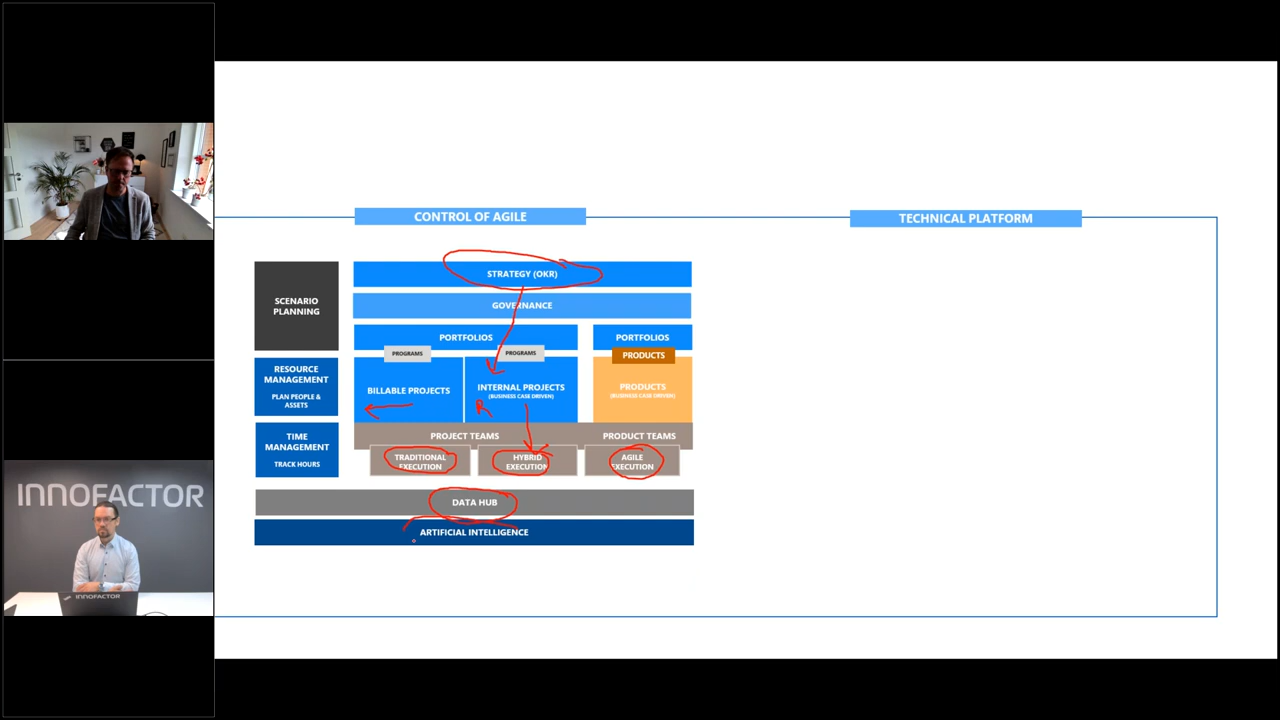 CONTROL OF AGILE
TECHNICAL PLATFORM
SCENARIO
PLANNING
STRATEGY (OKR)
GOVERNANCE
PORTFOLIOS
PORTFOLIOS
PROGRAMS
PROGRAMS
PRODUCTS
RESOURCE
MANAGEMENT
PLAN PEOPLE &
ASSETS
BILLABLE PROJECTS
INTERNAL PROJECTS
(BUSINESS CASE DRIVEN)
R
PRODUCTS
(BUSINESS CASE DRIVEN)
TIME
MANAGEMENT
TRACK HOURS
PROJECT TEAMS
PRODUCT TEAMS
TRADITIONAL
EXECUTION
HYBRID
EXECUTION
AGILE
EXECUTION
DATA HUB
ARTIFICIAL INTELLIGENCE
INNOFACTOR
INNOFACTOR